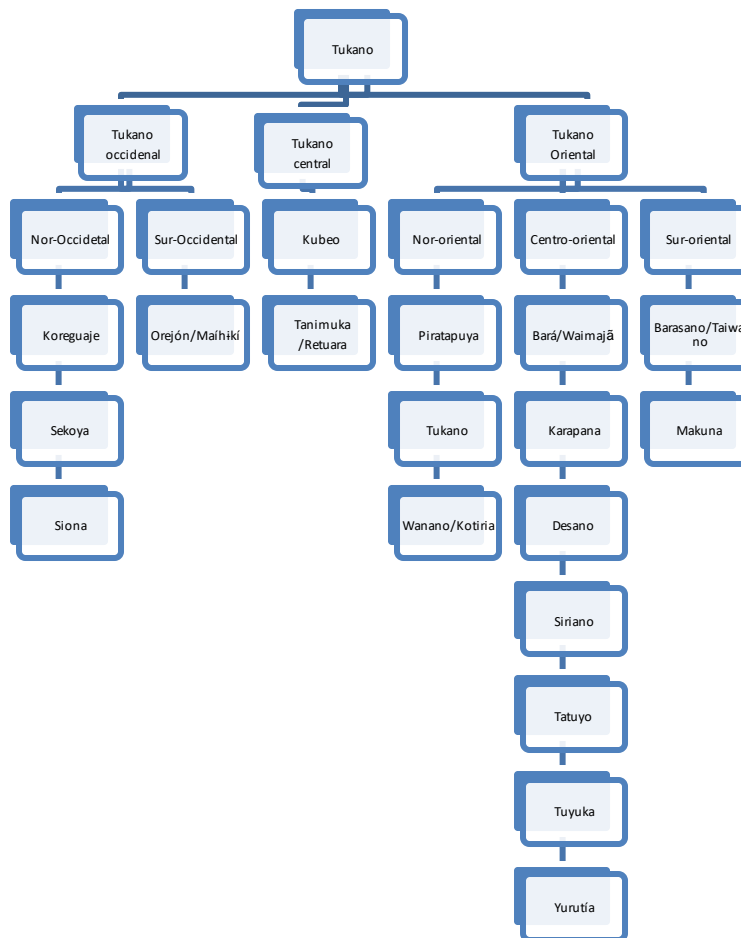 Tukano
Tukano
occidenal
Tukano
central
Tukano
Oriental
Nor-Occidetal
Sur-Occidental
Kubeo
Nor-oriental
Centro-oriental
Sur-oriental
Koreguaje
Orejón/Maíhɨkí
Tanimuka
/Retuara
Piratapuya
Bará/Waimajã
Barasano/Taiwa
no
Sekoya
Tukano
Karapana
Makuna
Siona
Wanano/Kotiria
Desano
Siriano
Tatuyo
Tuyuka
Yurutía